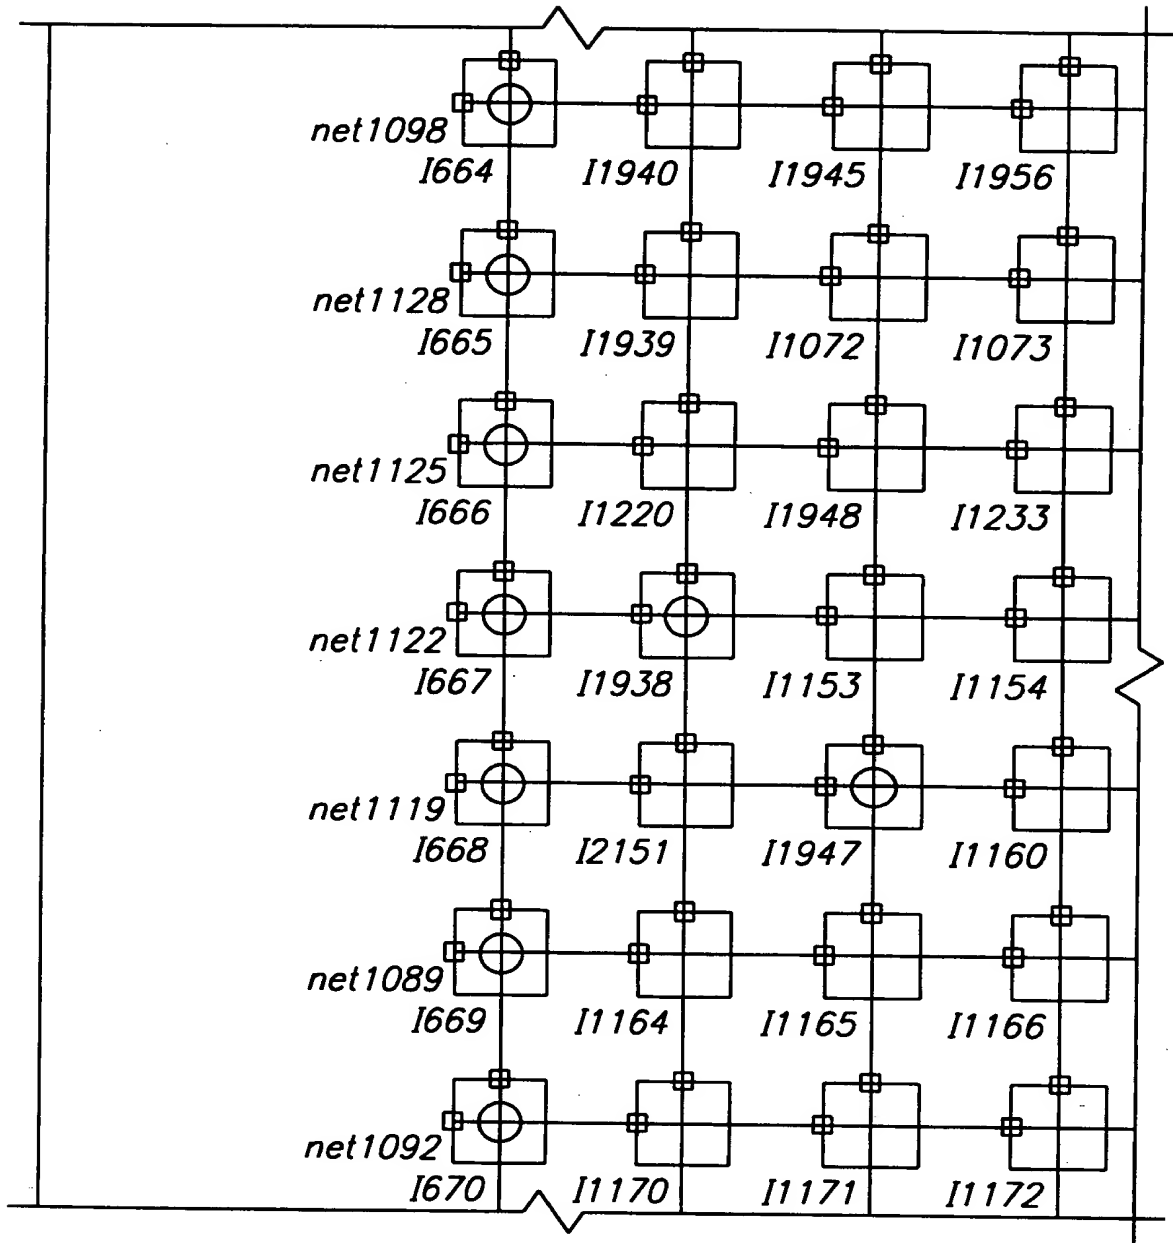 net1098
I664 I1940 I1945 I1956
net1128
I665 I1939 I1072 I1073
net1125
I666 I1220 I1948 I1233
net1122
I667 I1938 I1153 I1154
net1119
I668 I2151 I1947 I1160
net1089
I669 I1164 I1165 I1166
net1092
I670 I1170 I1171 I1172